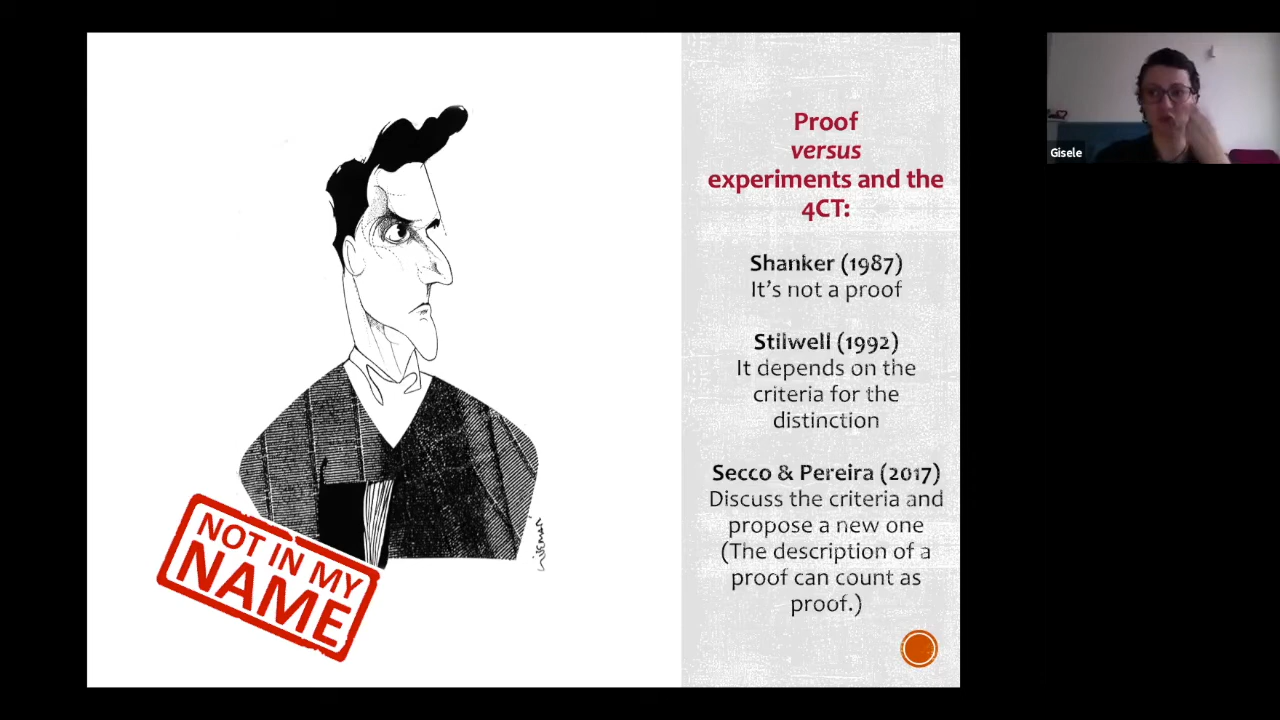 Proof
versus
experiments and the
4CT:
Shanker (1987)
It's not a proof
Stilwell (1992)
It depends on the
criteria for the
distinction
Secco & Pereira (2017)
Discuss the criteria and
propose a new one
(The description of a
proof can count as
proof.)
NOT IN MY
NAME
Gisele